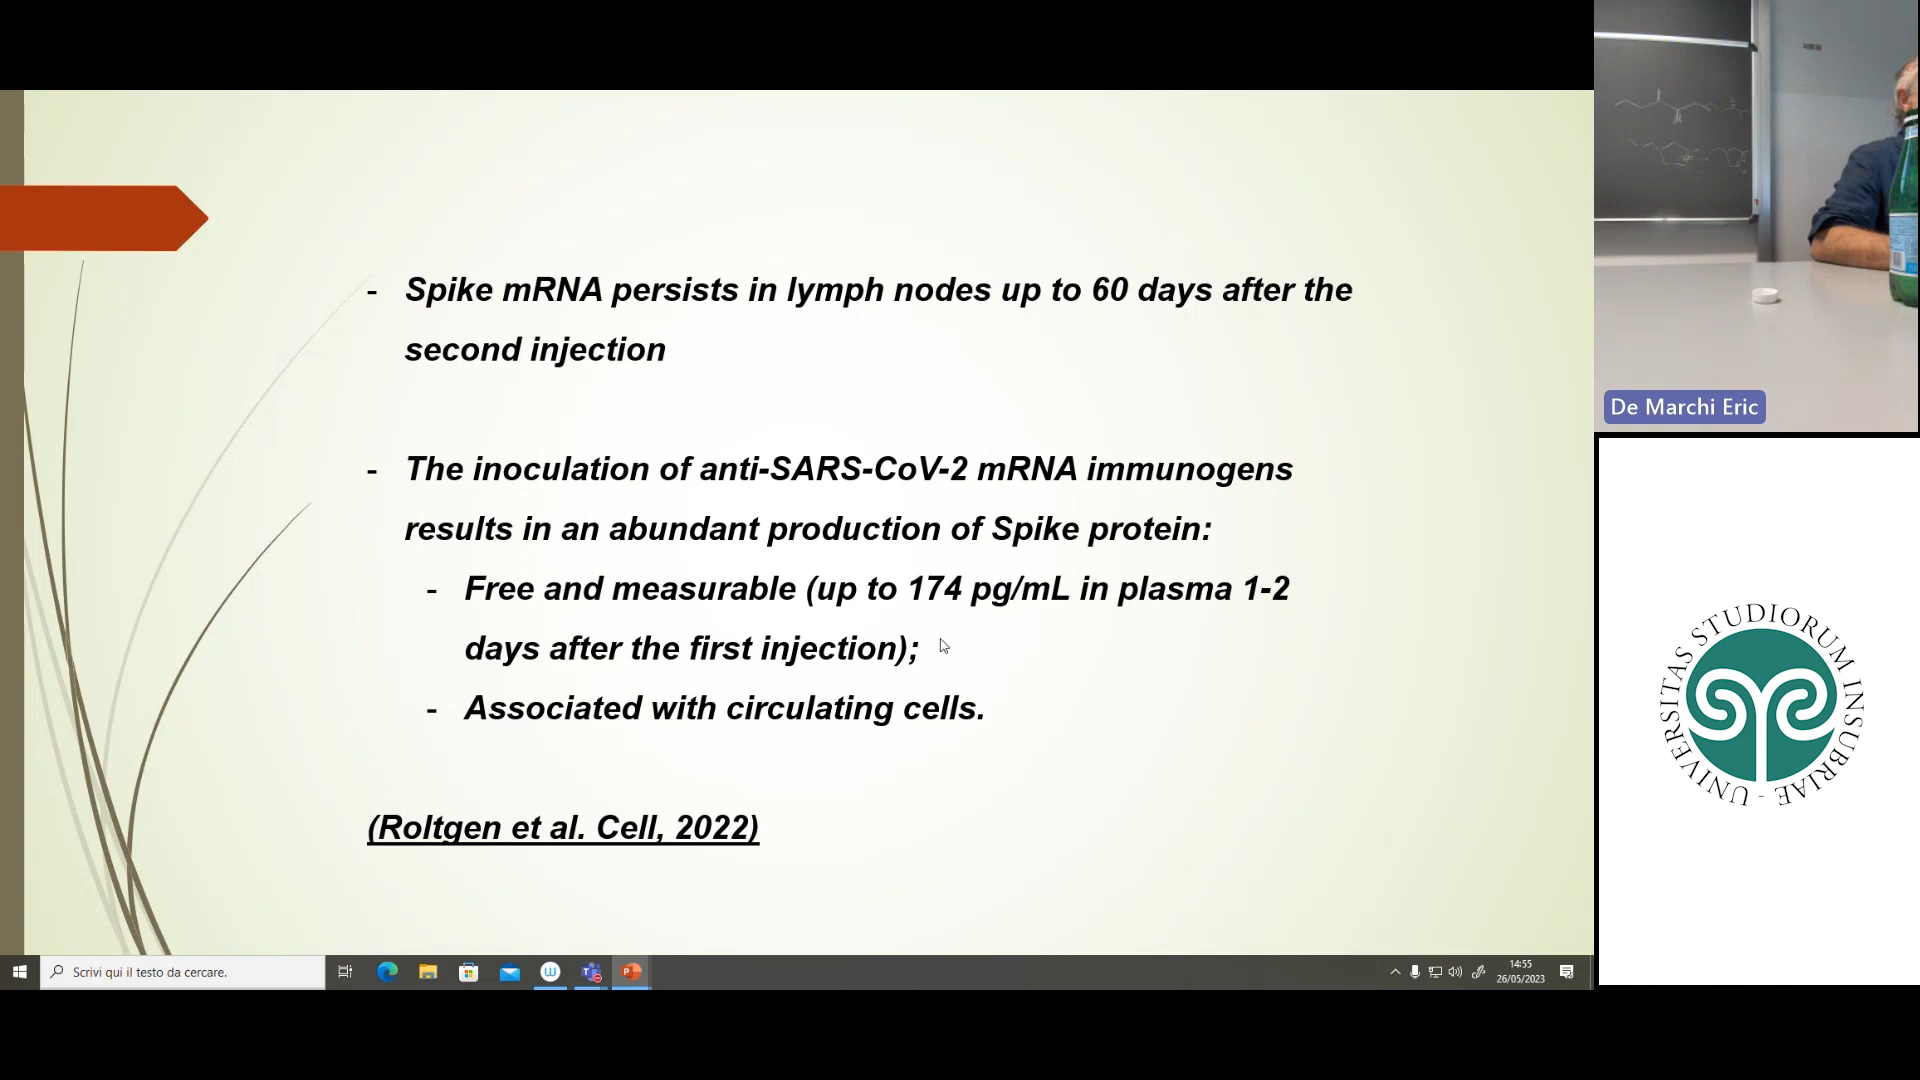 - Spike mRNA persists in lymph nodes up to 60 days after the
second injection
- The inoculation of anti-SARS-CoV-2 mRNA immunogens
results in an abundant production of Spike protein:
- Free and measurable (up to 174 pg/mL in plasma 1-2
days after the first injection);
- Associated with circulating cells.
(Roltgen et al. Cell, 2022)
De Marchi Eric
UNIVERSITAS STUDIORUM INSUBRIAE -
Scrivi qui il testo da cercare.
14:55
26/05/2023